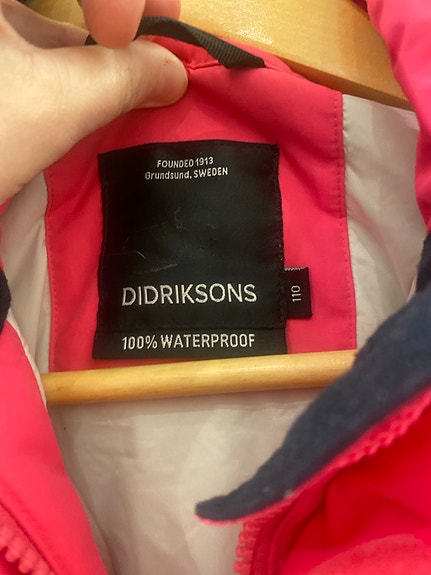 FOUNDED 1913
Grundsund, SWEDEN
DIDRIKSONS
110
100% WATERPROOF